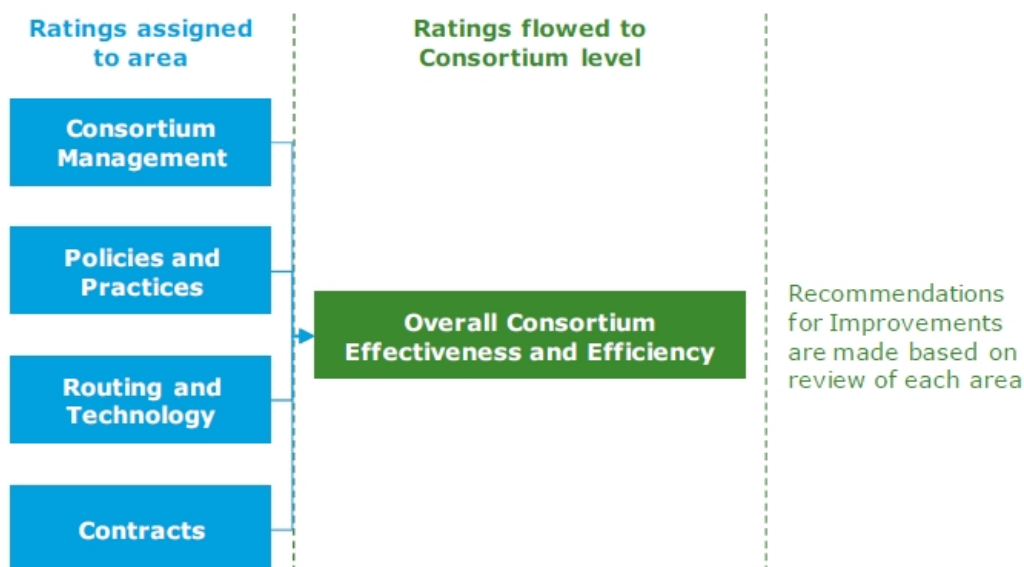 Ratings assigned
to area
Ratings flowed to
Consortium level
Consortium
Management
Policies and
Practices
Routing and
Technology
Contracts
Overall Consortium
Effectiveness and Efficiency
Recommendations
for Improvements
are made based on
review of each area